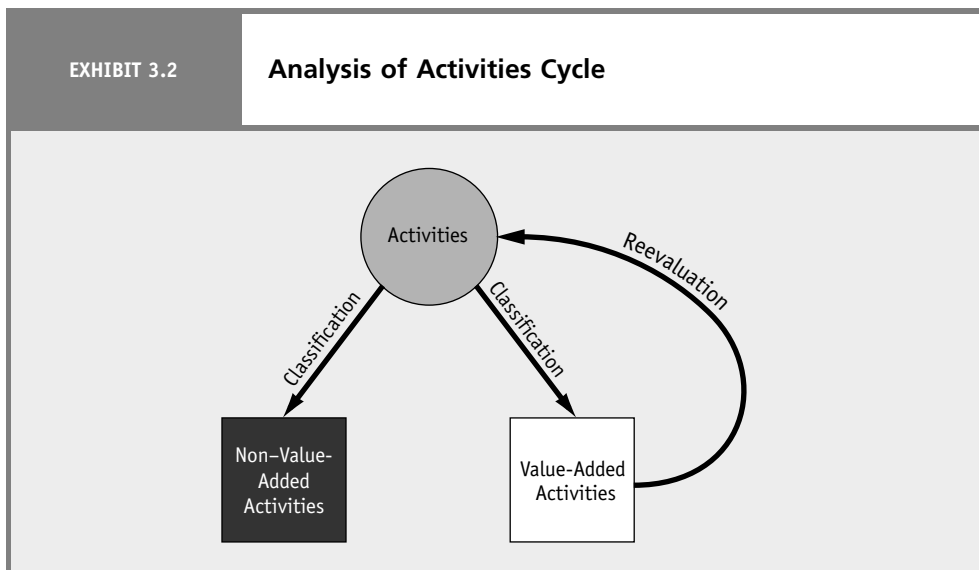 EXHIBIT 3.2
Analysis of Activities Cycle
Activities
Reevaluation
Classification
Classification
Non–Value-
Added
Activities
Value-Added
Activities